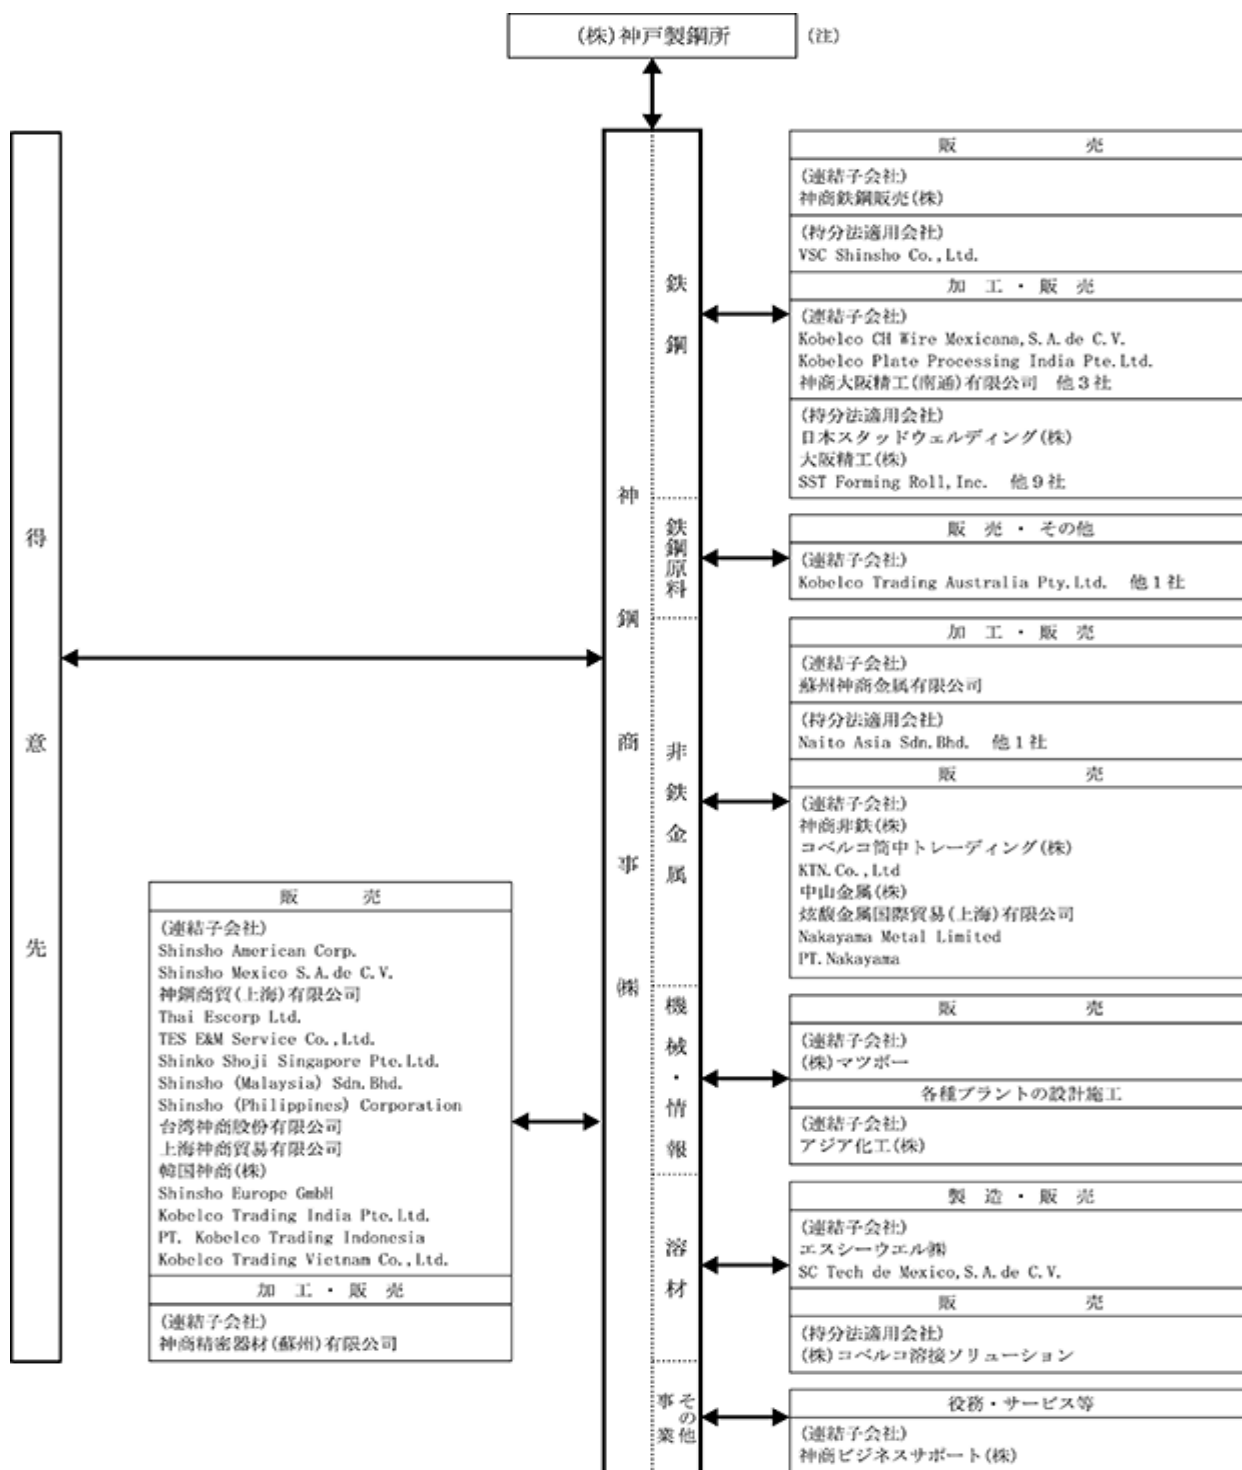 (株)神戸製鋼所 (注)
得意先
神鋼商事㈱
鉄鋼
販売
(連結子会社)
神商鉄鋼販売(株)
(持分法適用会社)
VSC Shinsho Co.,Ltd.
加工・販売
(連結子会社)
Kobelco CH Wire Mexicana,S.A.de C.V.
Kobelco Plate Processing India Pte.Ltd.
神商大阪精工(南通)有限公司 他3社
(持分法適用会社)
日本スタッドウェルディング(株)
大阪精工(株)
SST Forming Roll,Inc. 他9社
鉄鋼原料
販売・その他
(連結子会社)
Kobelco Trading Australia Pty.Ltd. 他1社
非鉄金属
加工・販売
(連結子会社)
蘇州神商金属有限公司
(持分法適用会社)
Naito Asia Sdn.Bhd. 他1社
販売
(連結子会社)
神商非鉄(株)
コベルコ筒中トレーディング(株)
KTN.Co.,Ltd
中山金属(株)
炫馥金属国際貿易(上海)有限公司
Nakayama Metal Limited
PT.Nakayama
機械・情報
販売
(連結子会社)
(株)マツボー
各種プラントの設計施工
(連結子会社)
アジア化工(株)
溶材
製造・販売
(連結子会社)
エスシーウエル㈱
SC Tech de Mexico,S.A.de C.V.
販売
(持分法適用会社)
(株)コベルコ溶接ソリューション
その他事業
役務・サービス等
(連結子会社)
神商ビジネスサポート(株)
販売
(連結子会社)
Shinsho American Corp.
Shinsho Mexico S.A.de C.V.
神鋼商貿(上海)有限公司
Thai Escorp Ltd.
TES E&M Service Co.,Ltd.
Shinko Shoji Singapore Pte.Ltd.
Shinsho (Malaysia) Sdn.Bhd.
Shinsho (Philippines) Corporation
台湾神商股份有限公司
上海神商貿易有限公司
韓国神商(株)
Shinsho Europe GmbH
Kobelco Trading India Pte.Ltd.
PT. Kobelco Trading Indonesia
Kobelco Trading Vietnam Co.,Ltd.
加工・販売
(連結子会社)
神商精密器材(蘇州)有限公司